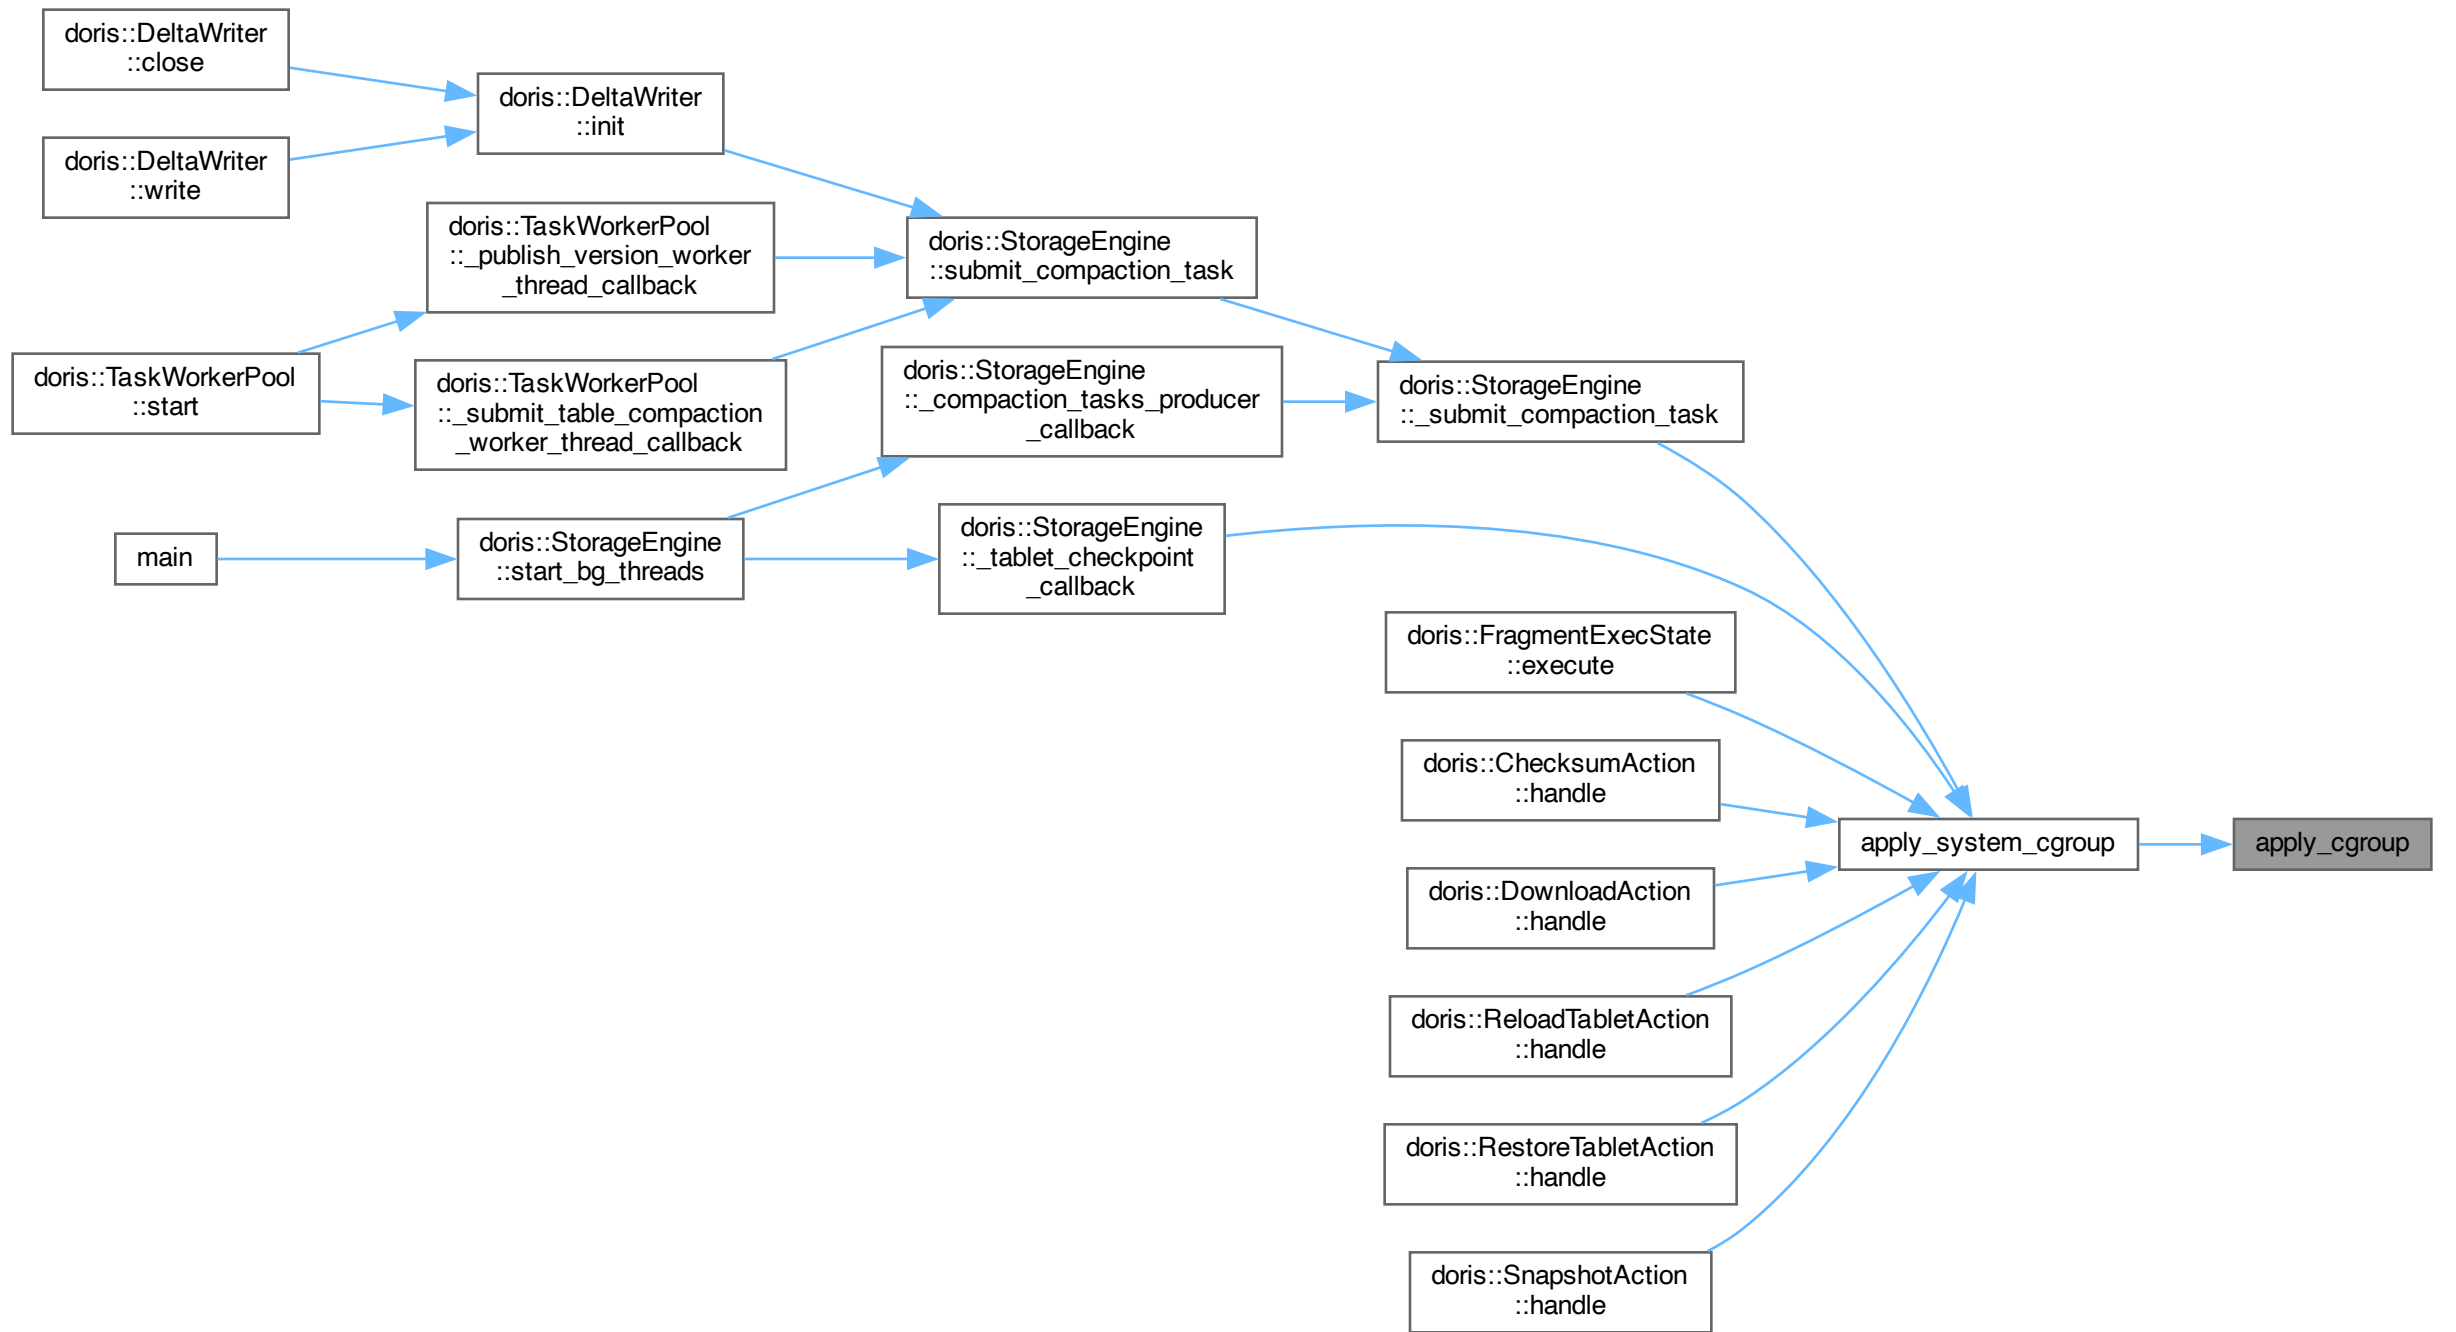 doris::DeltaWriter
::close
doris::DeltaWriter
::write
doris::DeltaWriter
::init
doris::TaskWorkerPool
::_publish_version_worker
_thread_callback
doris::TaskWorkerPool
::start
doris::TaskWorkerPool
::_submit_table_compaction
_worker_thread_callback
doris::StorageEngine
::submit_compaction_task
doris::StorageEngine
::_compaction_tasks_producer
_callback
doris::StorageEngine
::_submit_compaction_task
main
doris::StorageEngine
::start_bg_threads
doris::StorageEngine
::_tablet_checkpoint
_callback
doris::FragmentExecState
::execute
doris::ChecksumAction
::handle
doris::DownloadAction
::handle
doris::ReloadTabletAction
::handle
doris::RestoreTabletAction
::handle
doris::SnapshotAction
::handle
apply_system_cgroup
apply_cgroup